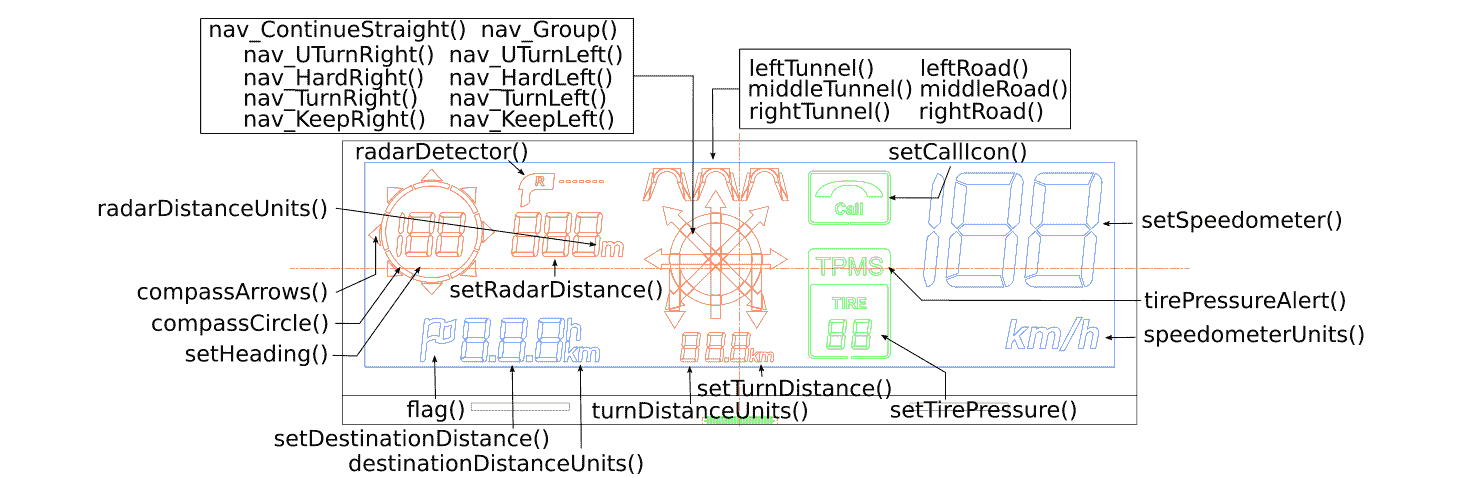 nav_ContinueStraight() nav_Group()
nav_UTurnRight() nav_UTurnLeft()
nav_HardRight() nav_HardLeft()
nav_TurnRight() nav_TurnLeft()
nav_KeepRight() nav_KeepLeft()
leftTunnel() leftRoad()
middleTunnel() middleRoad()
rightTunnel() rightRoad()
radarDetector()
setCallIcon()
R
Call
188
radarDistanceUnits()
188
888
m
setSpeedometer()
TPMS
compassArrows()
setRadarDistance()
tirePressureAlert()
TIRE
compassCircle()
8.8.8
h
km
88
km/h
speedometerUnits()
setHeading()
88.8
km
setTurnDistance()
flag()
turnDistanceUnits()
setTirePressure()
setDestinationDistance()
destinationDistanceUnits()